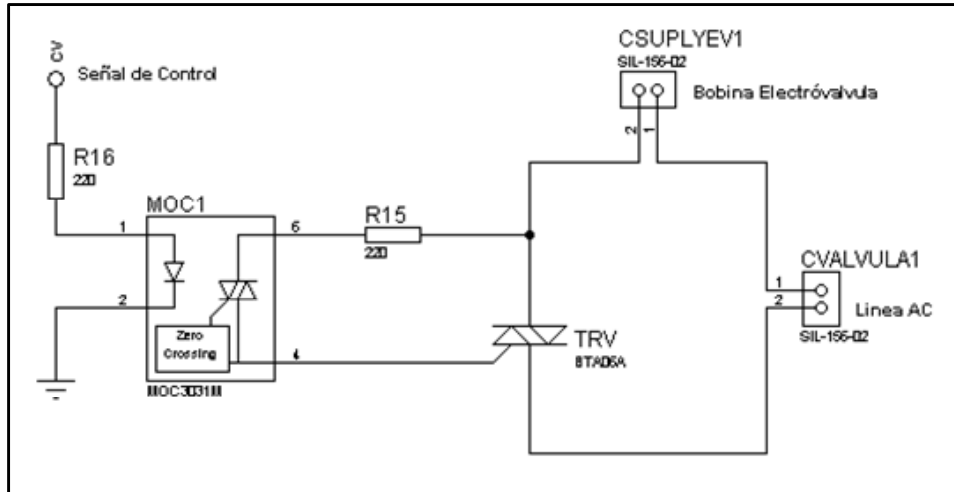 CV
Señal de Control
R16
220
MOC1
1
2
Zero
Crossing
6
4
MOC3031M
R15
220
CSUPLYEV1
SIL-156-02
2
1
Bobina Electróvalvula
TRV
BTA06A
CVALVULA1
1
2
Linea AC
SIL-156-02